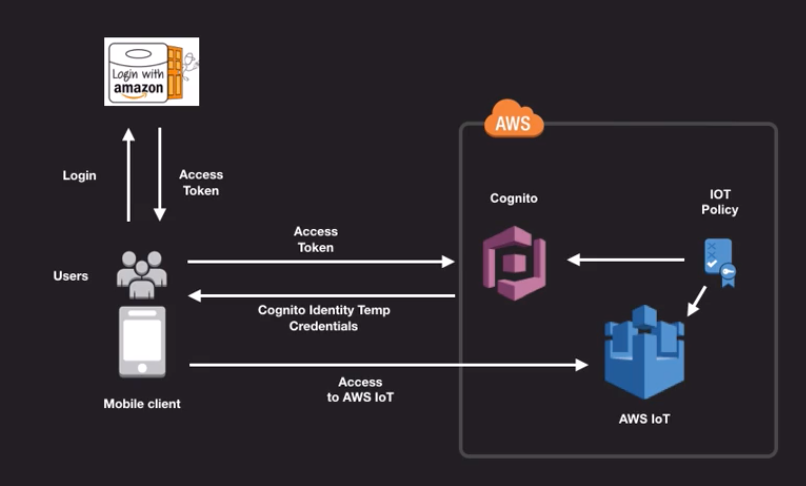 Login with
amazon
AWS
Login
Access
Token
Cognito
IOT
Policy
Access
Token
Users
Cognito Identity Temp
Credentials
Access
to AWS IoT
Mobile client
AWS IoT